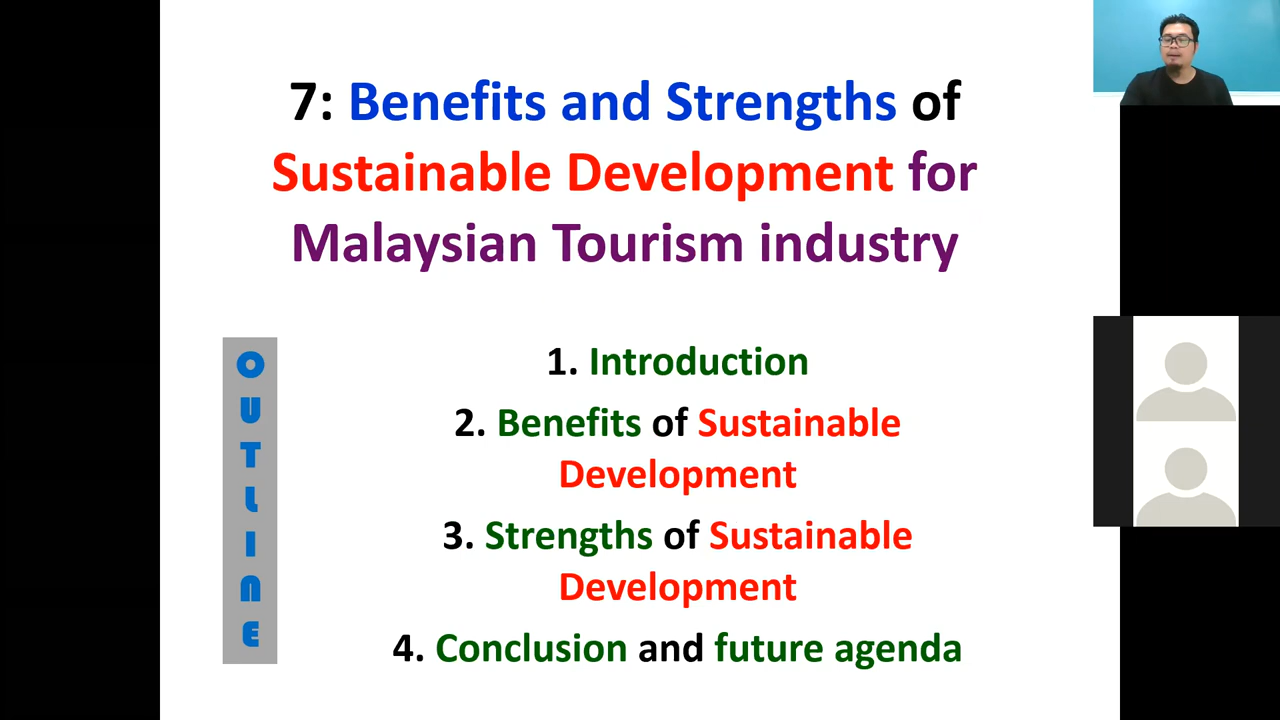 7: Benefits and Strengths of
Sustainable Development for
Malaysian Tourism industry
OUTLINE
1. Introduction
2. Benefits of Sustainable
Development
3. Strengths of Sustainable
Development
4. Conclusion and future agenda